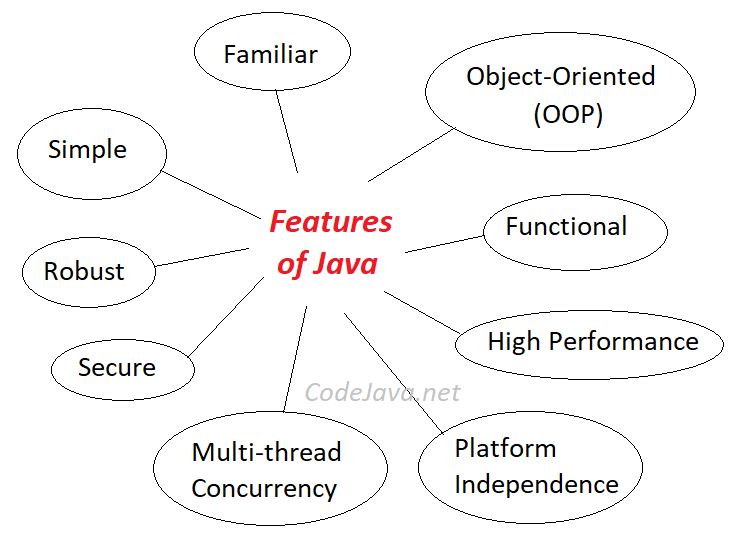 Familiar
Object-Oriented
(OOP)
Simple
Features
of Java
Functional
Robust
High Performance
Secure
CodeJava.net
Multi-thread
Concurrency
Platform
Independence